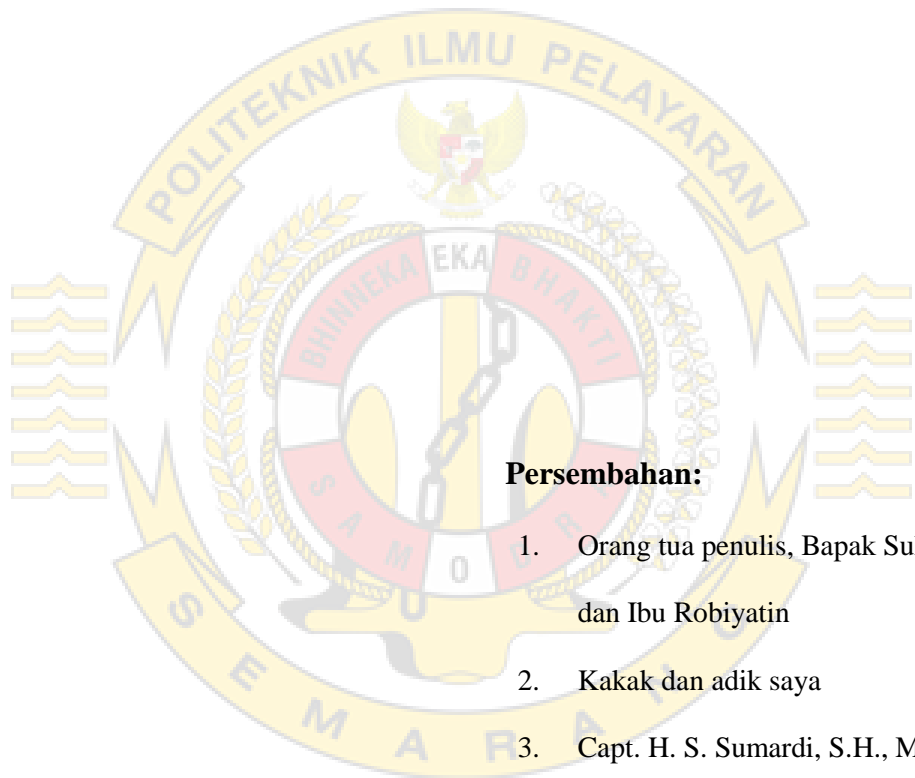 POLITEKNIK ILMU PELAYARAN
BHINNEKA EKA BHAKTI
SAMODRA
SEMARANG
Persembahan:
1. Orang tua penulis, Bapak
dan Ibu Robiyatin
2. Kakak dan adik saya
3. Capt. H. S. Sumardi, S.H.,